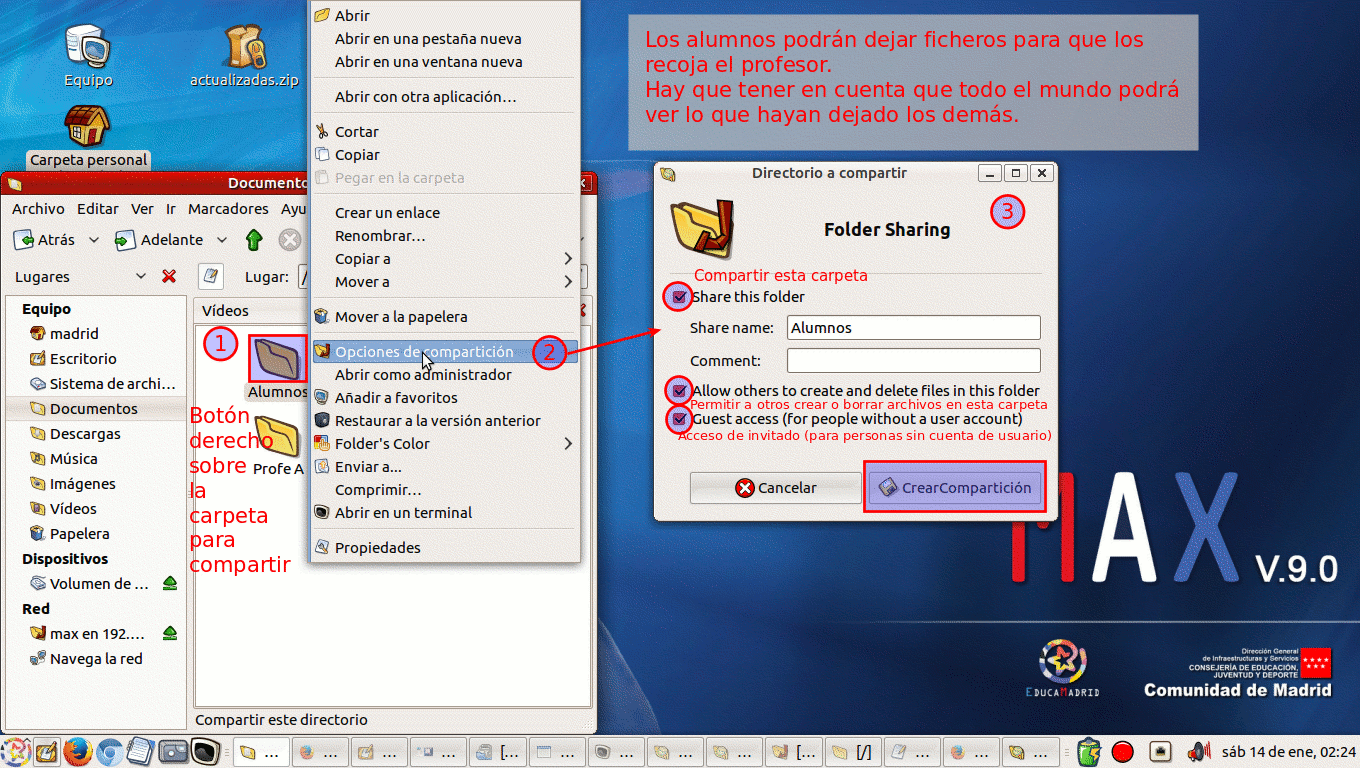 Equipo
actualizadas.zip
Carpeta personal
Documento
Archivo Editar Ver Ir Marcadores Ayu
Atrás Adelante
Lugares
Lugar: /
Equipo
madrid
Escritorio
Sistema de archi...
Documentos
Descargas
Música
Imágenes
Vídeos
Papelera
Dispositivos
Volumen de ...
Red
max en 192....
Navega la red
Vídeos
1
Alumnos
Profe A
Botón
derecho
sobre
la
carpeta
para
compartir
Compartir este directorio
Abrir
Abrir en una pestaña nueva
Abrir en una ventana nueva
Abrir con otra aplicación...
Cortar
Copiar
Pegar en la carpeta
Crear un enlace
Renombrar...
Copiar a
Mover a
Mover a la papelera
Opciones de compartición
2
Abrir como administrador
Añadir a favoritos
Restaurar a la versión anterior
Folder's Color
Enviar a...
Comprimir...
Abrir en un terminal
Propiedades
Los alumnos podrán dejar ficheros para que los
recoja el profesor.
Hay que tener en cuenta que todo el mundo podrá
ver lo que hayan dejado los demás.
Directorio a compartir
3
Folder Sharing
Compartir esta carpeta
Share this folder
Share name: Alumnos
Comment:
Allow others to create and delete files in this folder
Permitir a otros crear o borrar archivos en esta carpeta
Guest access (for people without a user account)
Acceso de invitado (para personas sin cuenta de usuario)
Cancelar
CrearCompartición
MAX V.9.0
EDUCAMADRID
Dirección General
de Infraestructuras y Servicios
CONSEJERÍA DE EDUCACIÓN,
JUVENTUD Y DEPORTE
Comunidad de Madrid
... ... ... ... [... ... ... ... ... [... [/] ... ... ...
sáb 14 de ene, 02:24